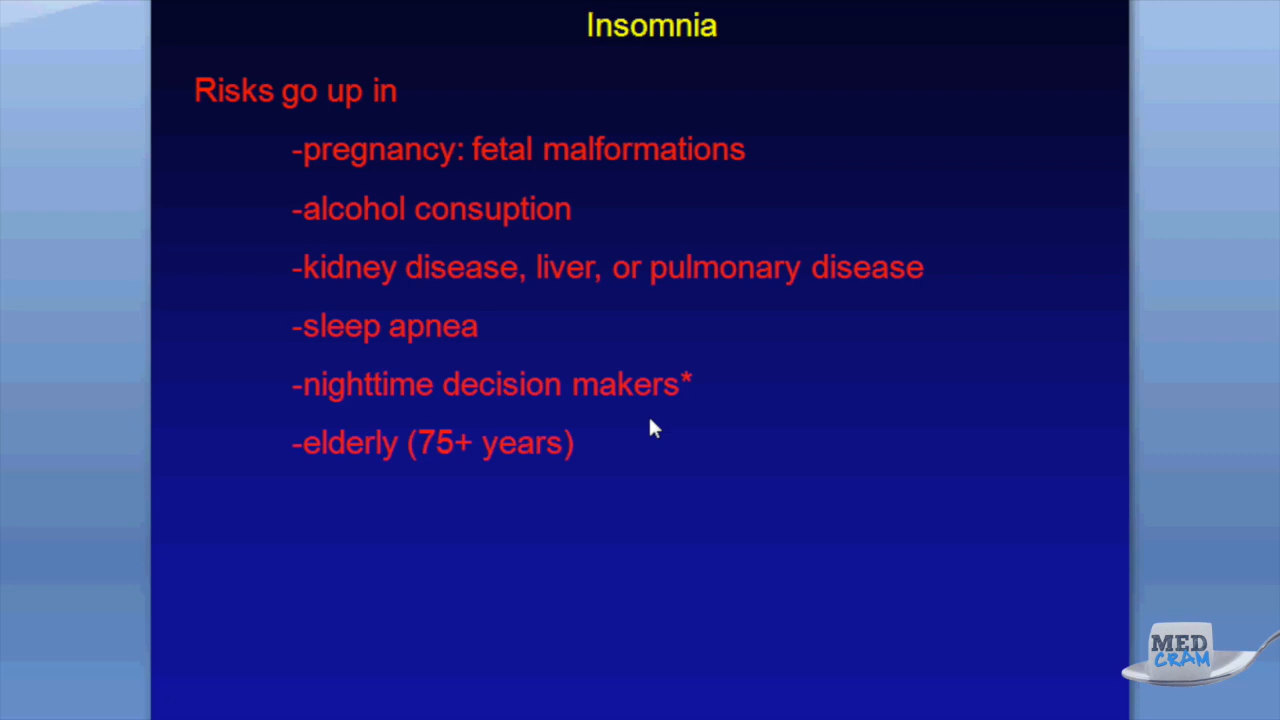 Insomnia
Risks go up in
-pregnancy: fetal malformations
-alcohol consuption
-kidney disease, liver, or pulmonary disease
-sleep apnea
-nighttime decision makers*
-elderly (75+ years)
MED
CRAM